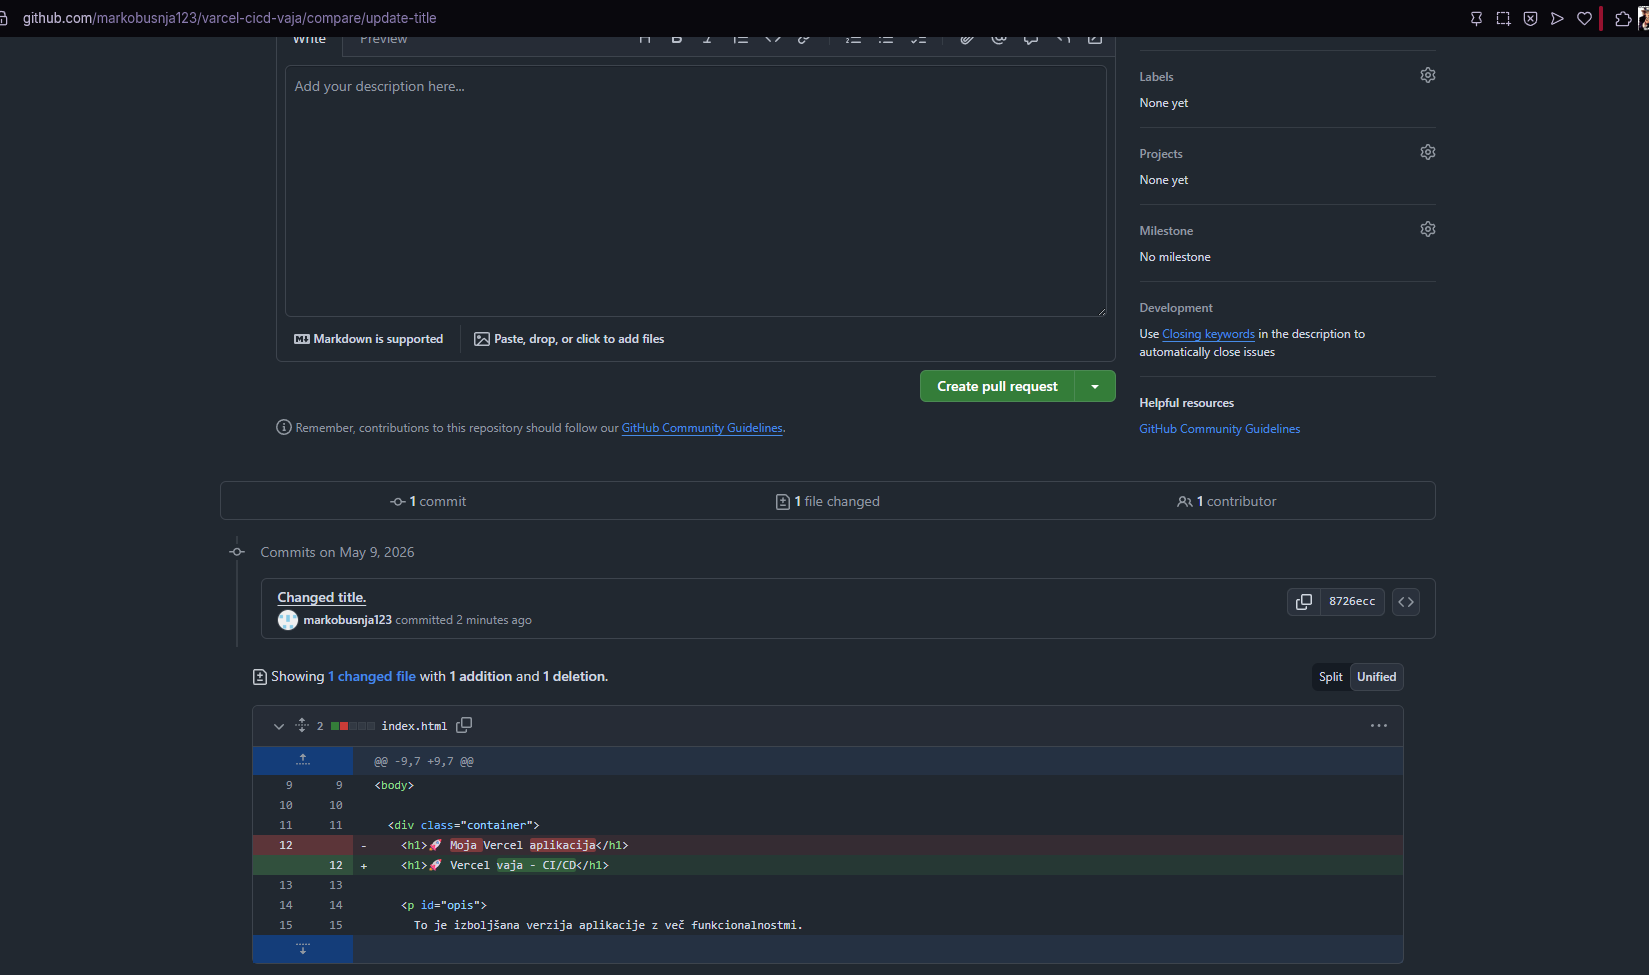 github.com/markobusnja123/varcel-cicd-vaja/compare/update-title
Write Preview
Add your description here...
Markdown is supported
Paste, drop, or click to add files
Create pull request
Remember, contributions to this repository should follow our GitHub Community Guidelines.
Labels
None yet
Projects
None yet
Milestone
No milestone
Development
Use Closing keywords in the description to
automatically close issues
Helpful resources
GitHub Community Guidelines
1 commit
1 file changed
1 contributor
Commits on May 9, 2026
Changed title.
8726ecc
markobusnja123 committed 2 minutes ago
Showing 1 changed file with 1 addition and 1 deletion.
Split Unified
2 index.html
@@ -9,7 +9,7 @@
9 9 <body>
10 10
11 11 <div class="container">
12 - <h1>🚀 Moja Vercel aplikacija</h1>
12 + <h1>🚀 Vercel vaja - CI/CD</h1>
13 13
14 14 <p id="opis">
15 15 To je izboljšana verzija aplikacije z več funkcionalnostmi.